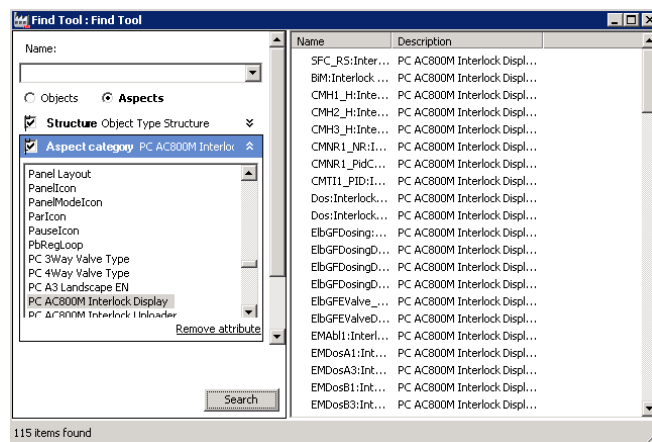 Find Tool : Find Tool
Name:
Objects
Aspects
Structure Object Type Structure
Aspect category PC AC800M Interloc
Panel Layout
PanelIcon
PanelModeIcon
ParIcon
PauseIcon
PbRegLoop
PC 3Way Valve Type
PC 4Way Valve Type
PC A3 Landscape EN
PC AC800M Interlock Display
PC AC800M Interlock Uploader
Remove attribute
Search
Name Description
SFC_RS:Inter... PC AC800M Interlock Displ...
BiM:Interlock ... PC AC800M Interlock Displ...
CMH1_H:Inte... PC AC800M Interlock Displ...
CMH2_H:Inte... PC AC800M Interlock Displ...
CMH3_H:Inte... PC AC800M Interlock Displ...
CMNR1_NR:I... PC AC800M Interlock Displ...
CMNR1_PidC... PC AC800M Interlock Displ...
CMTI1_PID:I... PC AC800M Interlock Displ...
Dos:Interlock... PC AC800M Interlock Displ...
Dos:Interlock... PC AC800M Interlock Displ...
ElbGFDosing:... PC AC800M Interlock Displ...
ElbGFDosingD... PC AC800M Interlock Displ...
ElbGFDosingD... PC AC800M Interlock Displ...
ElbGFDosingD... PC AC800M Interlock Displ...
ElbGFEValve_... PC AC800M Interlock Displ...
ElbGFEValveD... PC AC800M Interlock Displ...
EMAbl1:Interl... PC AC800M Interlock Displ...
EMDosA1:Int... PC AC800M Interlock Displ...
EMDosA3:Int... PC AC800M Interlock Displ...
EMDosB1:Int... PC AC800M Interlock Displ...
EMDosB3:Int... PC AC800M Interlock Displ...
115 items found